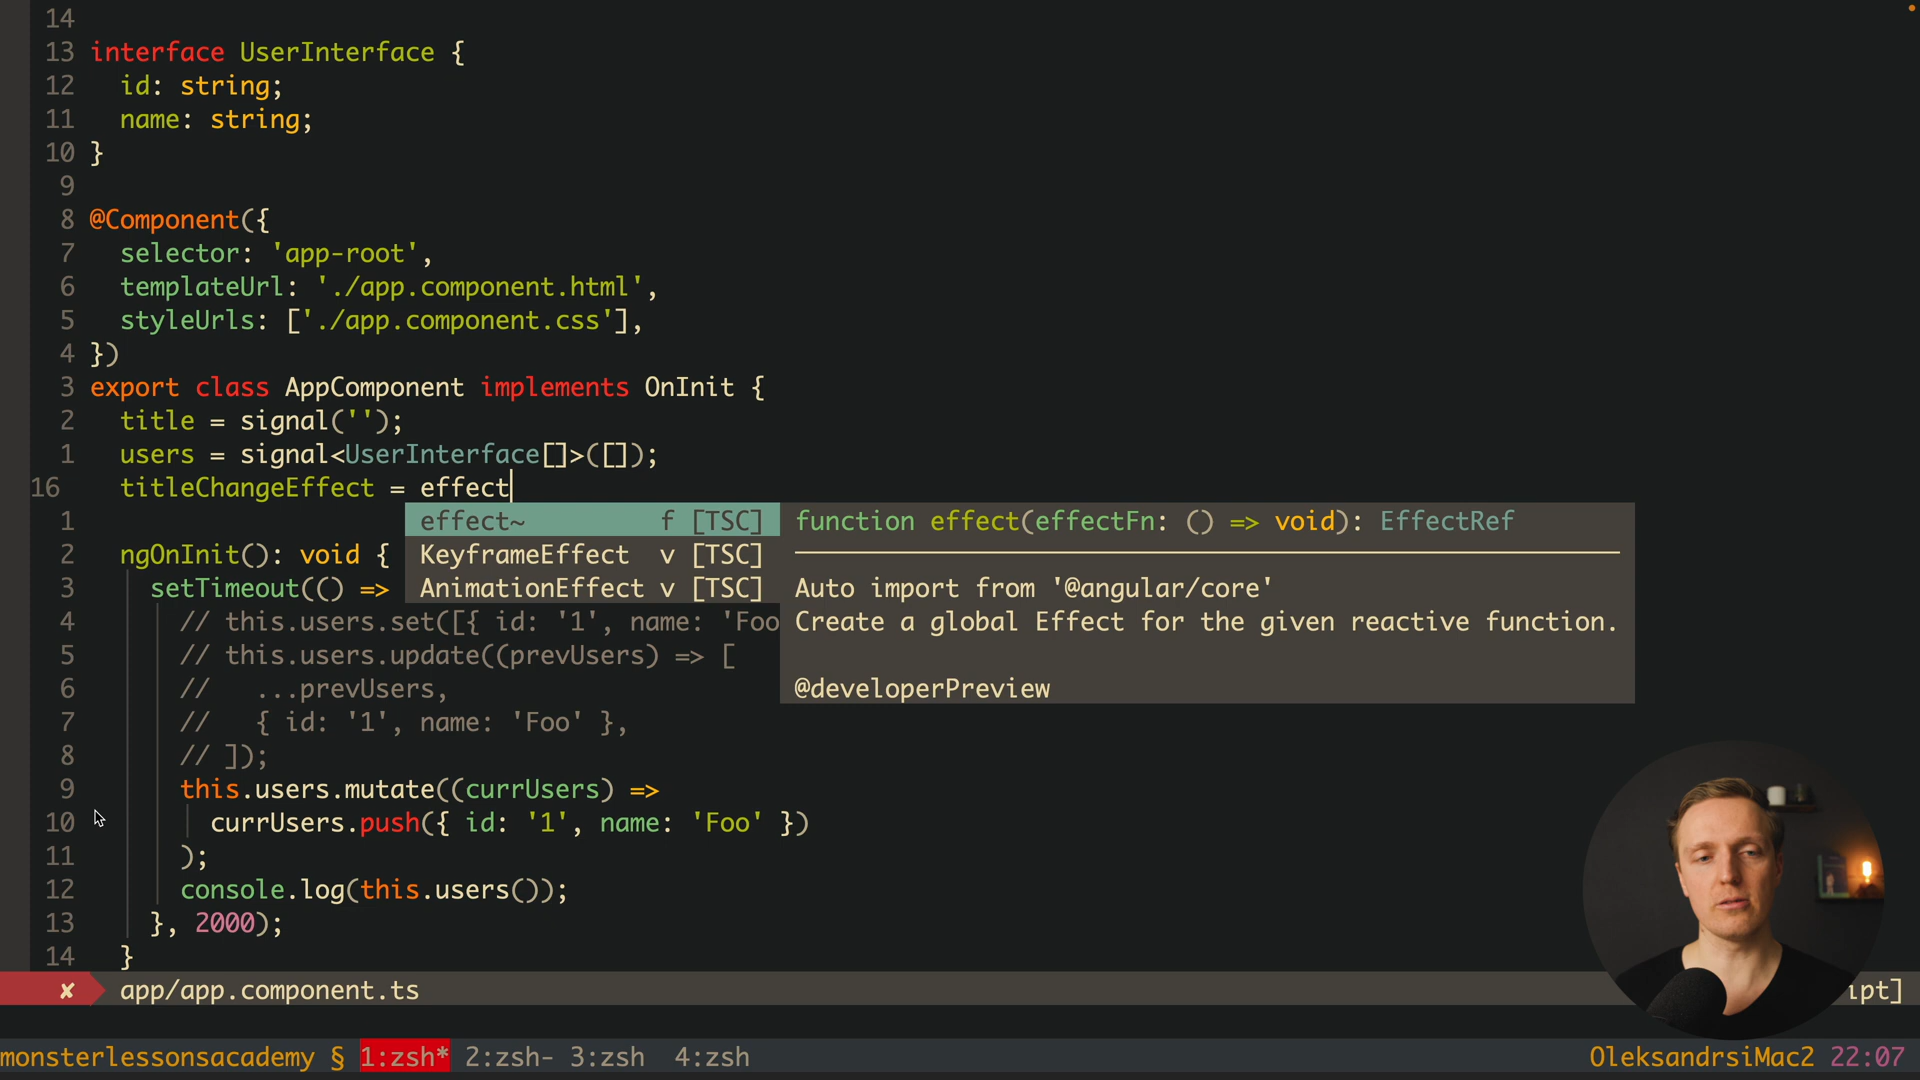 14
13 interface UserInterface {
12 id: string;
11 name: string;
10 }
9
8 @Component({
7 selector: 'app-root',
6 templateUrl: './app.component.html',
5 styleUrls: ['./app.component.css'],
4 })
3 export class AppComponent implements OnInit {
2 title = signal('');
1 users = signal<UserInterface[]>([]);
16 titleChangeEffect = effect
1 effect~ f [TSC] function effect(effectFn: () => void): EffectRef
2 ngOnInit(): void { KeyframeEffect v [TSC]
3 setTimeout(() => AnimationEffect v [TSC] Auto import from '@angular/core'
4 // this.users.set([{ id: '1', name: 'Foo Create a global Effect for the given reactive function.
5 // this.users.update((prevUsers) => [
6 // ...prevUsers, @developerPreview
7 // { id: '1', name: 'Foo' },
8 // ]);
9 this.users.mutate((currUsers) =>
10 currUsers.push({ id: '1', name: 'Foo' })
11 );
12 console.log(this.users());
13 }, 2000);
14 }
✘ app/app.component.ts ipt]
monsterlessonsacademy § 1:zsh* 2:zsh- 3:zsh 4:zsh OleksandrsiMac2 22:07